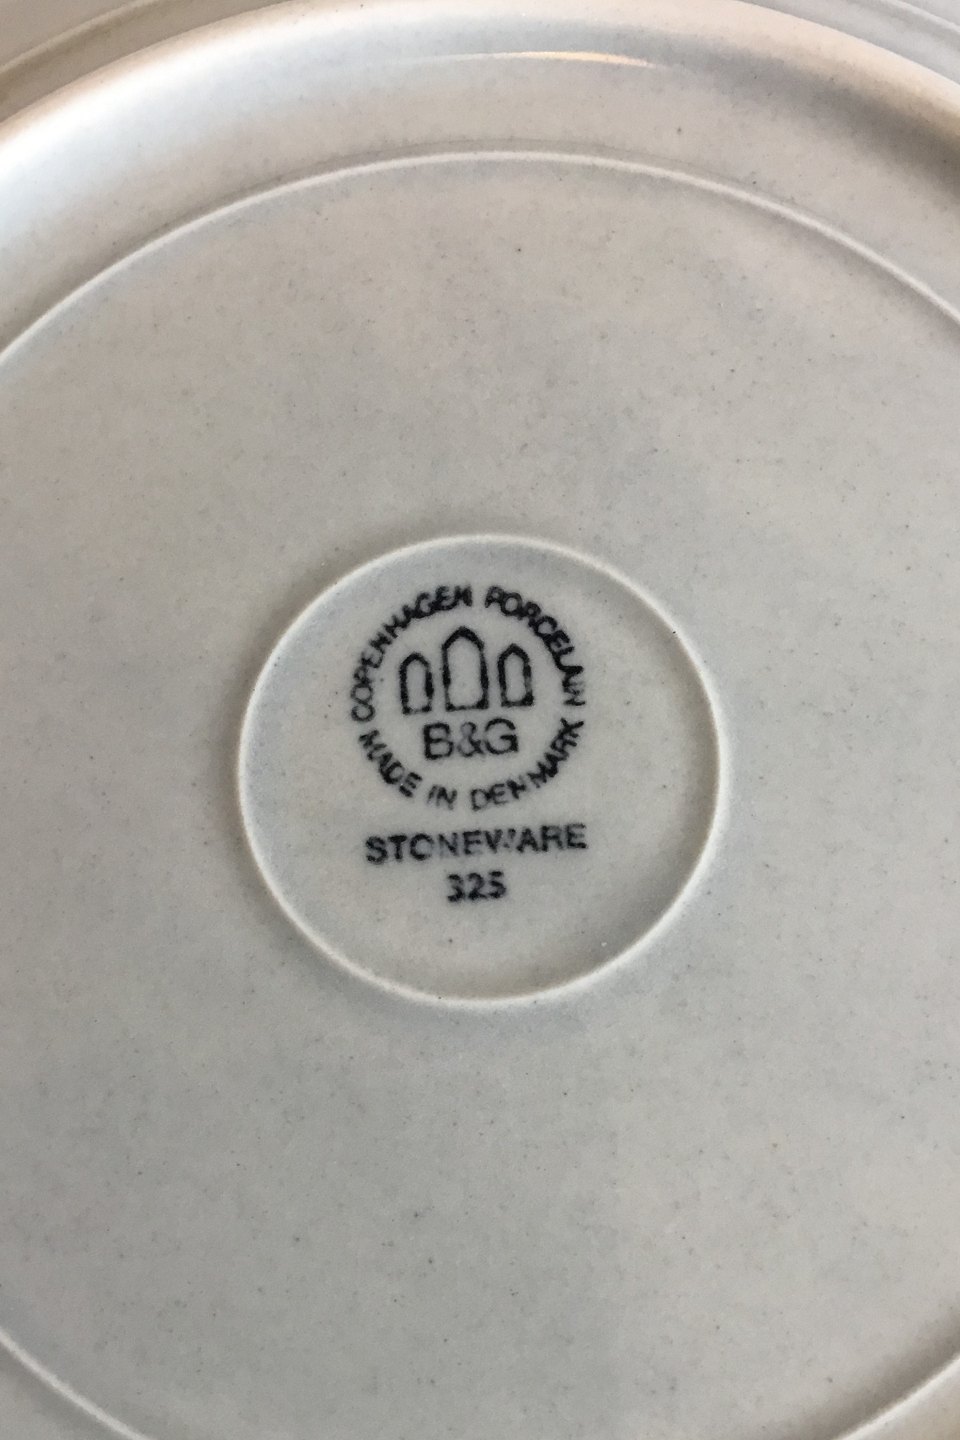 COPENHAGEN PORCELAIN
B&G
MADE IN DENMARK
STONEWARE
325